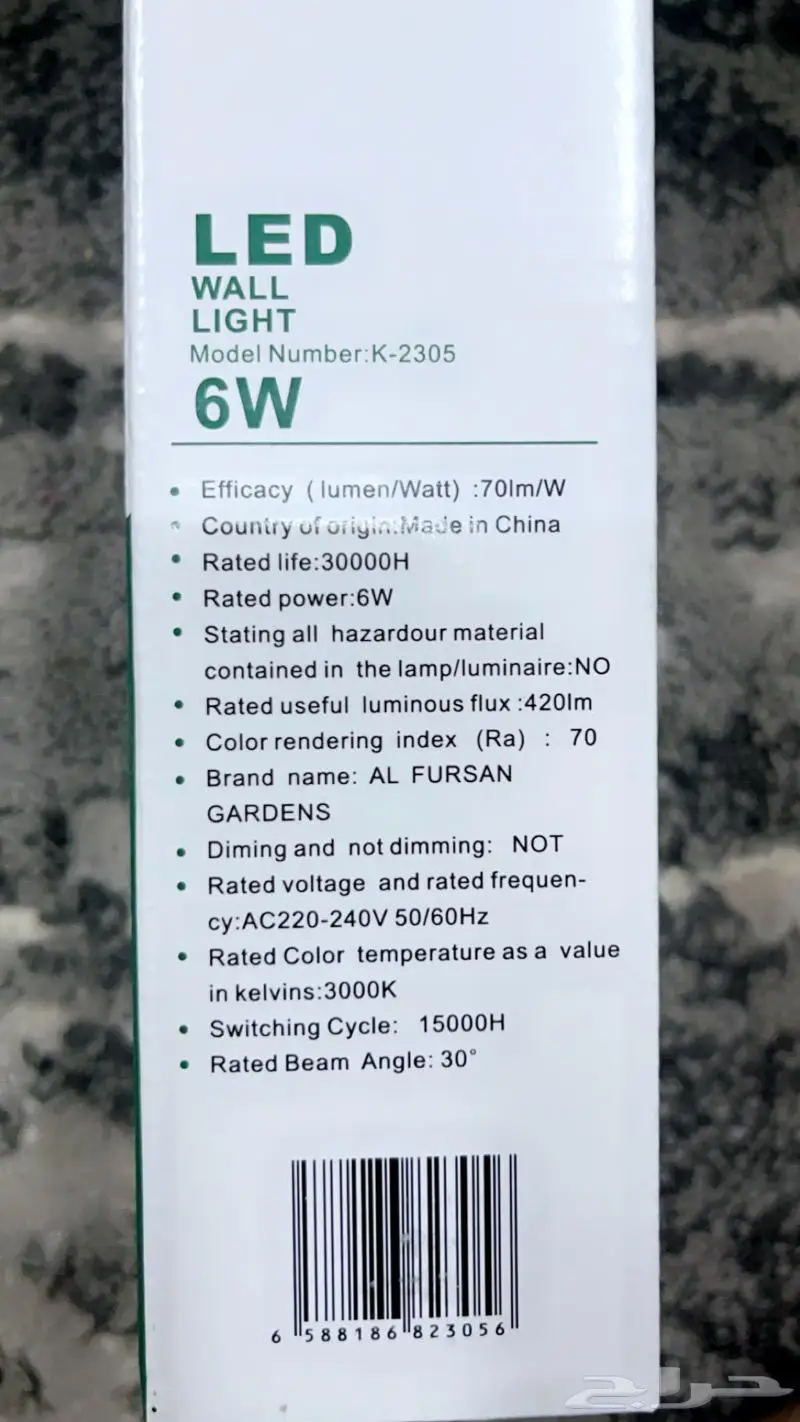 LED
WALL
LIGHT
Model Number:K-2305
6W
• Efficacy ( lumen/Watt) :70lm/W
• Country of origin:Made in China
• Rated life:30000H
• Rated power:6W
• Stating all hazardour material
contained in the lamp/luminaire:NO
• Rated useful luminous flux :420lm
• Color rendering index (Ra) : 70
• Brand name: AL FURSAN
GARDENS
• Diming and not dimming: NOT
• Rated voltage and rated frequen-
cy:AC220-240V 50/60Hz
• Rated Color temperature as a value
in kelvins:3000K
• Switching Cycle: 15000H
• Rated Beam Angle: 30°
6 588186 823056
حراج